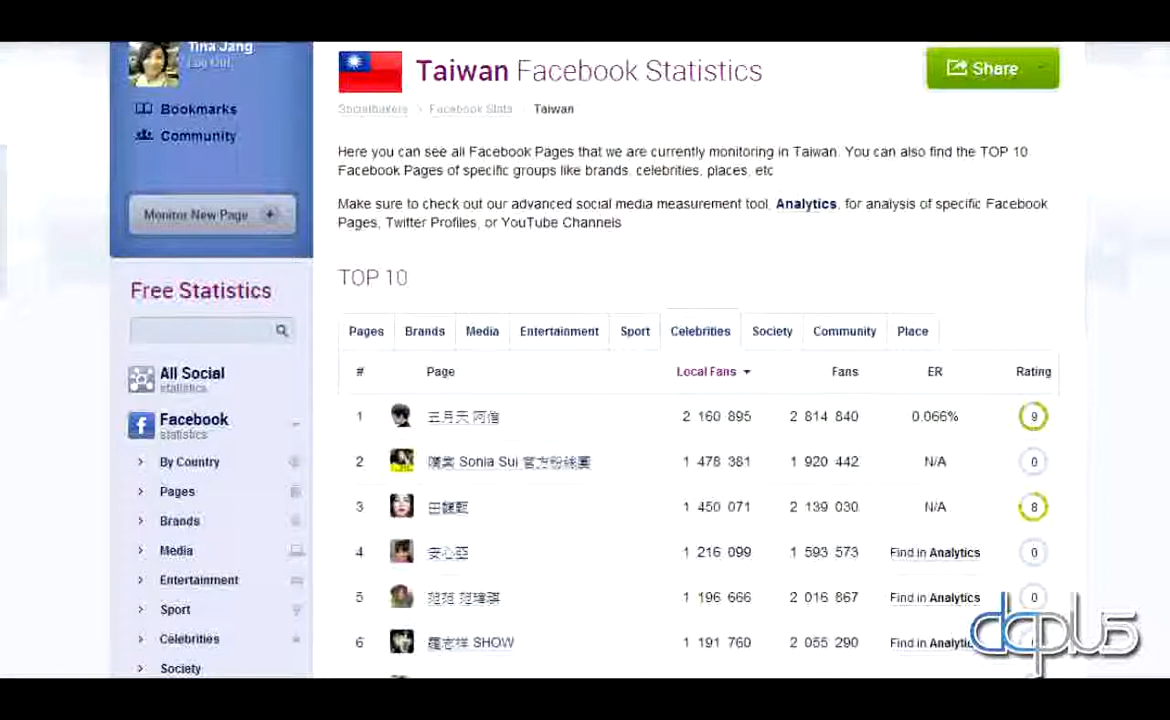 Tina Jang
Log Out
Bookmarks
Community
Monitor New Page +
Free Statistics
All Social
statistics
Facebook
statistics
By Country
Pages
Brands
Media
Entertainment
Sport
Celebrities
Society
Taiwan Facebook Statistics
Share
Socialbakers > Facebook Stats > Taiwan
Here you can see all Facebook Pages that we are currently monitoring in Taiwan. You can also find the TOP 10
Facebook Pages of specific groups like brands, celebrities, places, etc
Make sure to check out our advanced social media measurement tool, Analytics, for analysis of specific Facebook
Pages, Twitter Profiles, or YouTube Channels
TOP 10
Pages Brands Media Entertainment Sport Celebrities Society Community Place
# Page Local Fans Fans ER Rating
1 五月天 阿信 2 160 895 2 814 840 0.066% 9
2 隋棠 Sonia Sui 官方粉絲團 1 478 381 1 920 442 N/A 0
3 田馥甄 1 450 071 2 139 030 N/A 8
4 安心亞 1 216 099 1 593 573 Find in Analytics 0
5 范范 范瑋琪 1 196 666 2 016 867 Find in Analytics 0
6 羅志祥 SHOW 1 191 760 2 055 290 Find in Analytics
dcplus